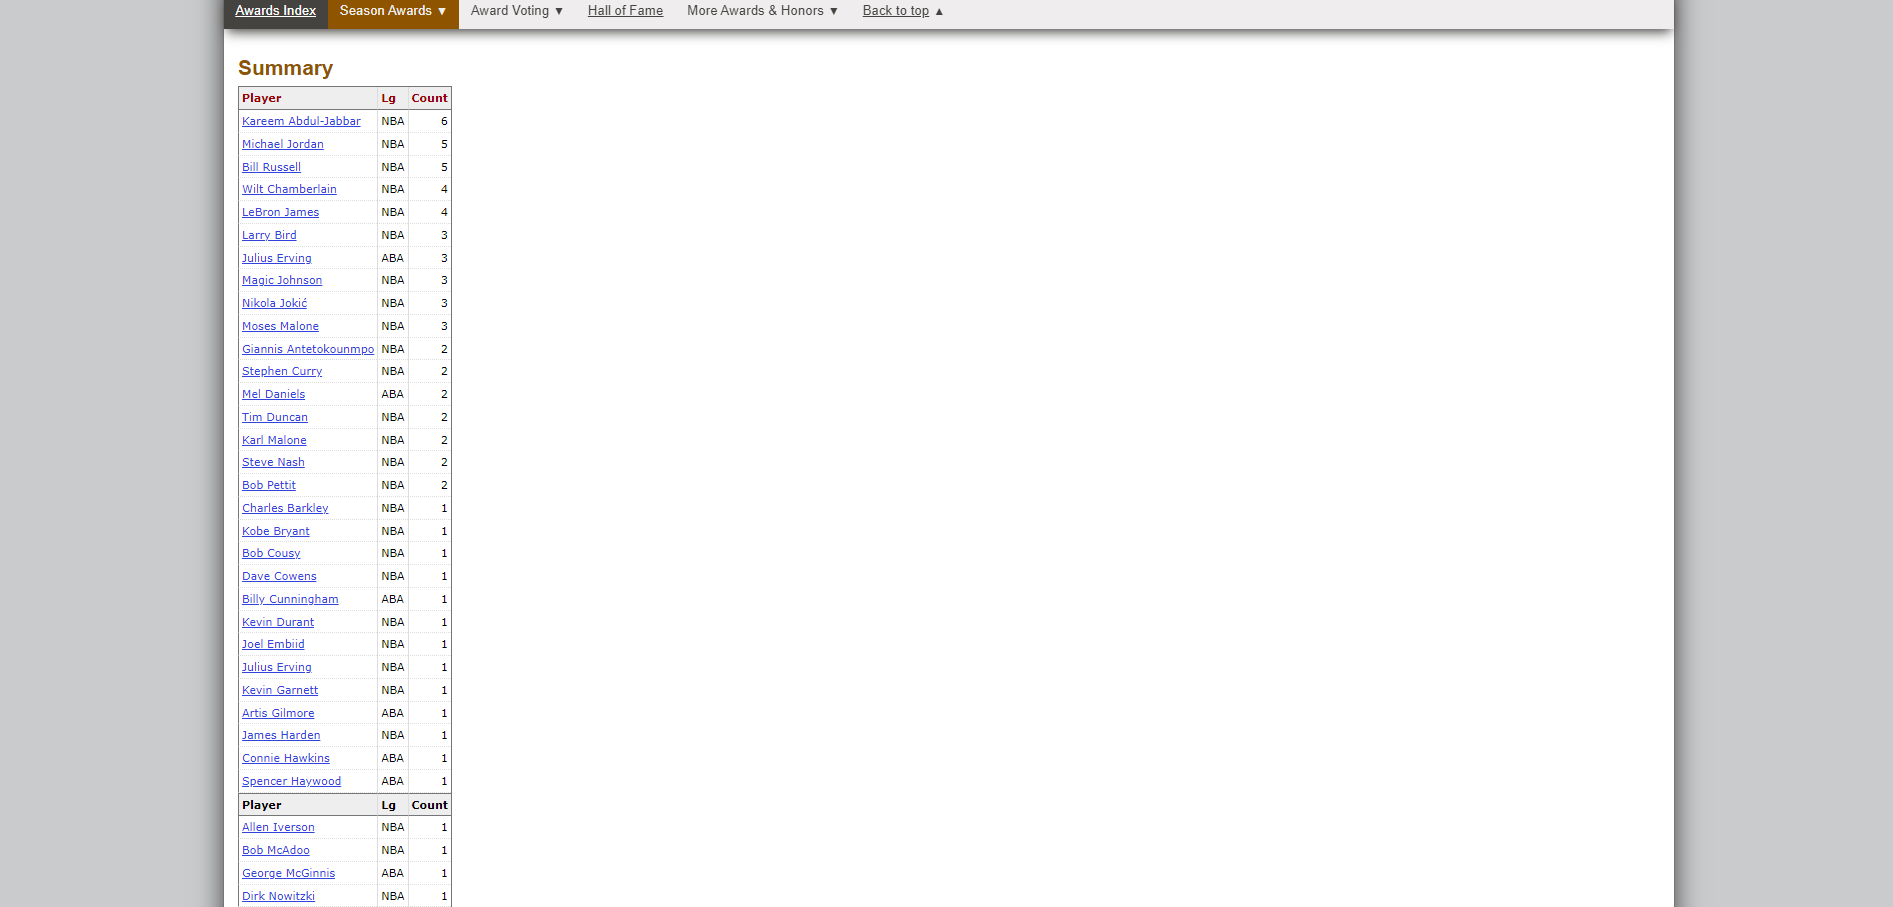 Awards Index Season Awards ▼ Award Voting ▼ Hall of Fame More Awards & Honors ▼ Back to top ▲
Summary
Player Lg Count
Kareem Abdul-Jabbar NBA 6
Michael Jordan NBA 5
Bill Russell NBA 5
Wilt Chamberlain NBA 4
LeBron James NBA 4
Larry Bird NBA 3
Julius Erving ABA 3
Magic Johnson NBA 3
Nikola Jokić NBA 3
Moses Malone NBA 3
Giannis Antetokounmpo NBA 2
Stephen Curry NBA 2
Mel Daniels ABA 2
Tim Duncan NBA 2
Karl Malone NBA 2
Steve Nash NBA 2
Bob Pettit NBA 2
Charles Barkley NBA 1
Kobe Bryant NBA 1
Bob Cousy NBA 1
Dave Cowens NBA 1
Billy Cunningham ABA 1
Kevin Durant NBA 1
Joel Embiid NBA 1
Julius Erving NBA 1
Kevin Garnett NBA 1
Artis Gilmore ABA 1
James Harden NBA 1
Connie Hawkins ABA 1
Spencer Haywood ABA 1
Player Lg Count
Allen Iverson NBA 1
Bob McAdoo NBA 1
George McGinnis ABA 1
Dirk Nowitzki NBA 1